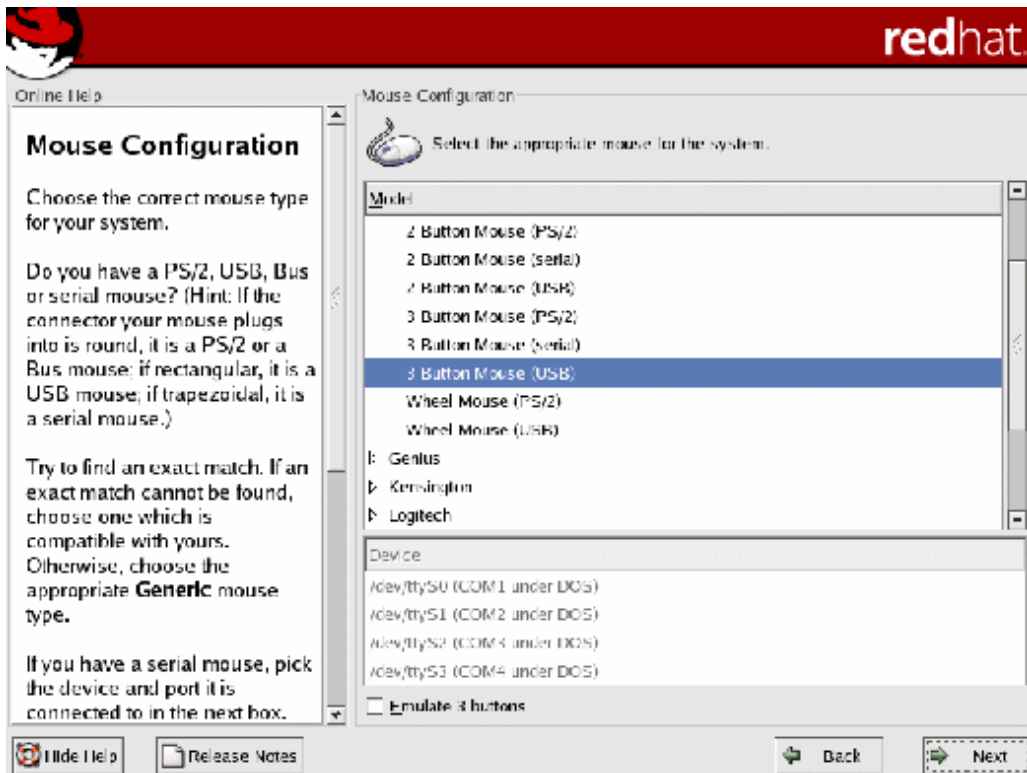 redhat.
Online Help
Mouse Configuration
Choose the correct mouse type
for your system.
Do you have a PS/2, USB, Bus
or serial mouse? (Hint: If the
connector your mouse plugs
into is round, it is a PS/2 or a
Bus mouse; if rectangular, it is a
USB mouse; if trapezoidal, it is
a serial mouse.)
Try to find an exact match. If an
exact match cannot be found,
choose one which is
compatible with yours.
Otherwise, choose the
appropriate Generic mouse
type.
If you have a serial mouse, pick
the device and port it is
connected to in the next box.
Mouse Configuration
Select the appropriate mouse for the system.
Model
2 Button Mouse (PS/2)
2 Button Mouse (serial)
2 Button Mouse (USB)
3 Button Mouse (PS/2)
3 Button Mouse (serial)
3 Button Mouse (USB)
Wheel Mouse (PS/2)
Wheel Mouse (USB)
Genius
Kensington
Logitech
Device
/dev/ttyS0 (COM1 under DOS)
/dev/ttyS1 (COM2 under DOS)
/dev/ttyS2 (COM3 under DOS)
/dev/ttyS3 (COM4 under DOS)
Emulate 3 buttons
Hide Help
Release Notes
Back
Next